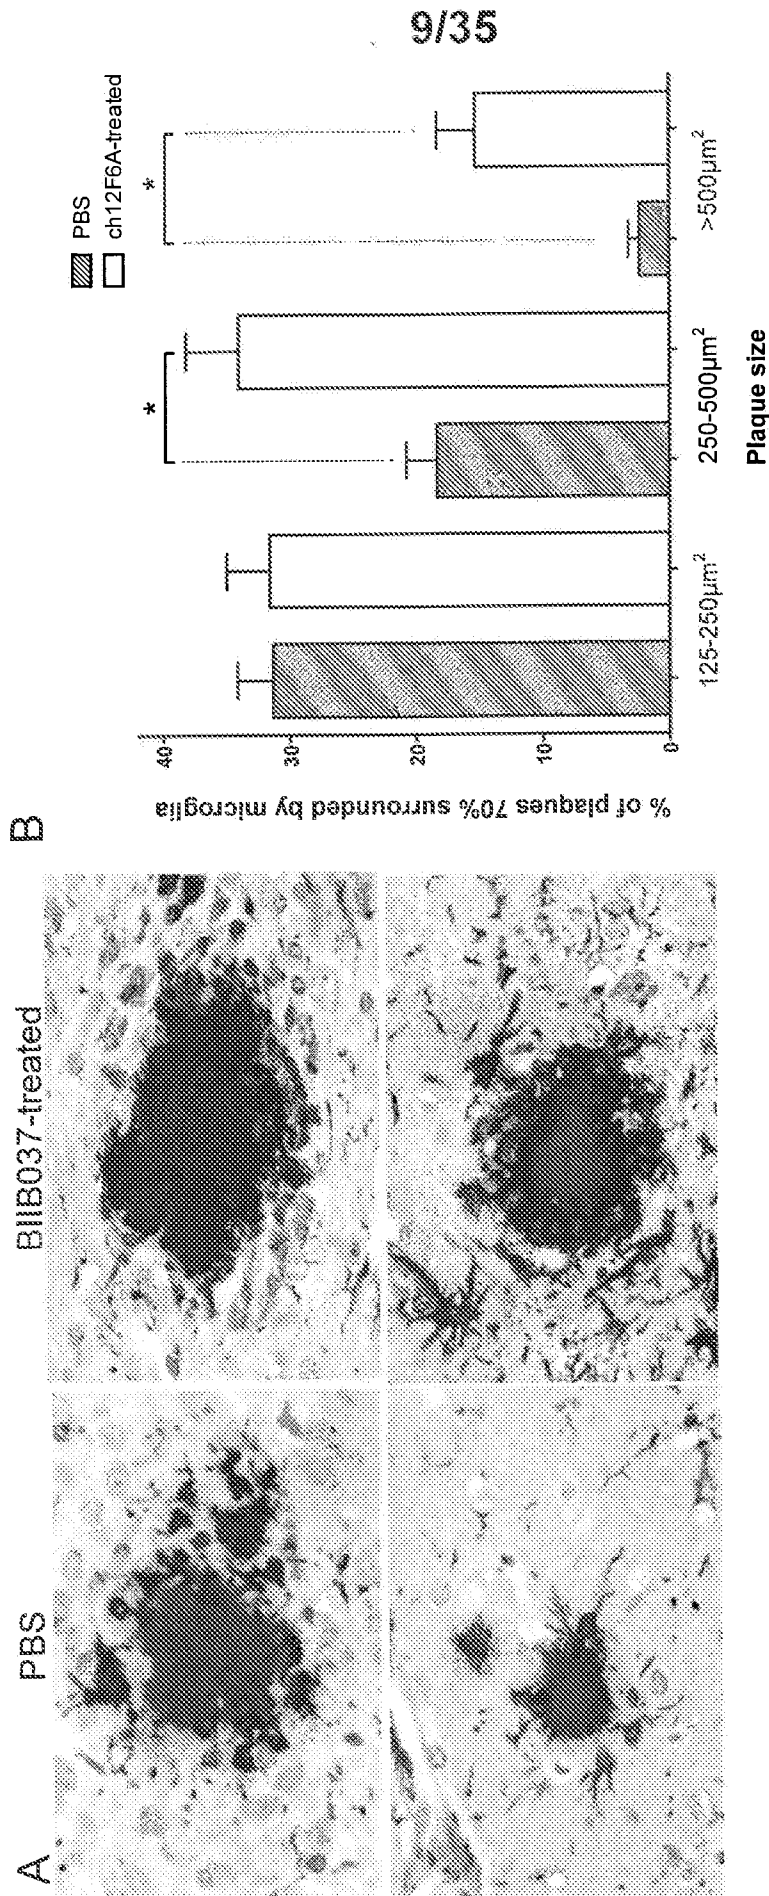 9/35
A
PBS
BIIB037-treated
B
PBS
ch12F6A-treated
*
*
% of plaques 70% surrounded by microglia
40
30
20
10
0
125-250µm²
250-500µm²
>500µm²
Plaque size